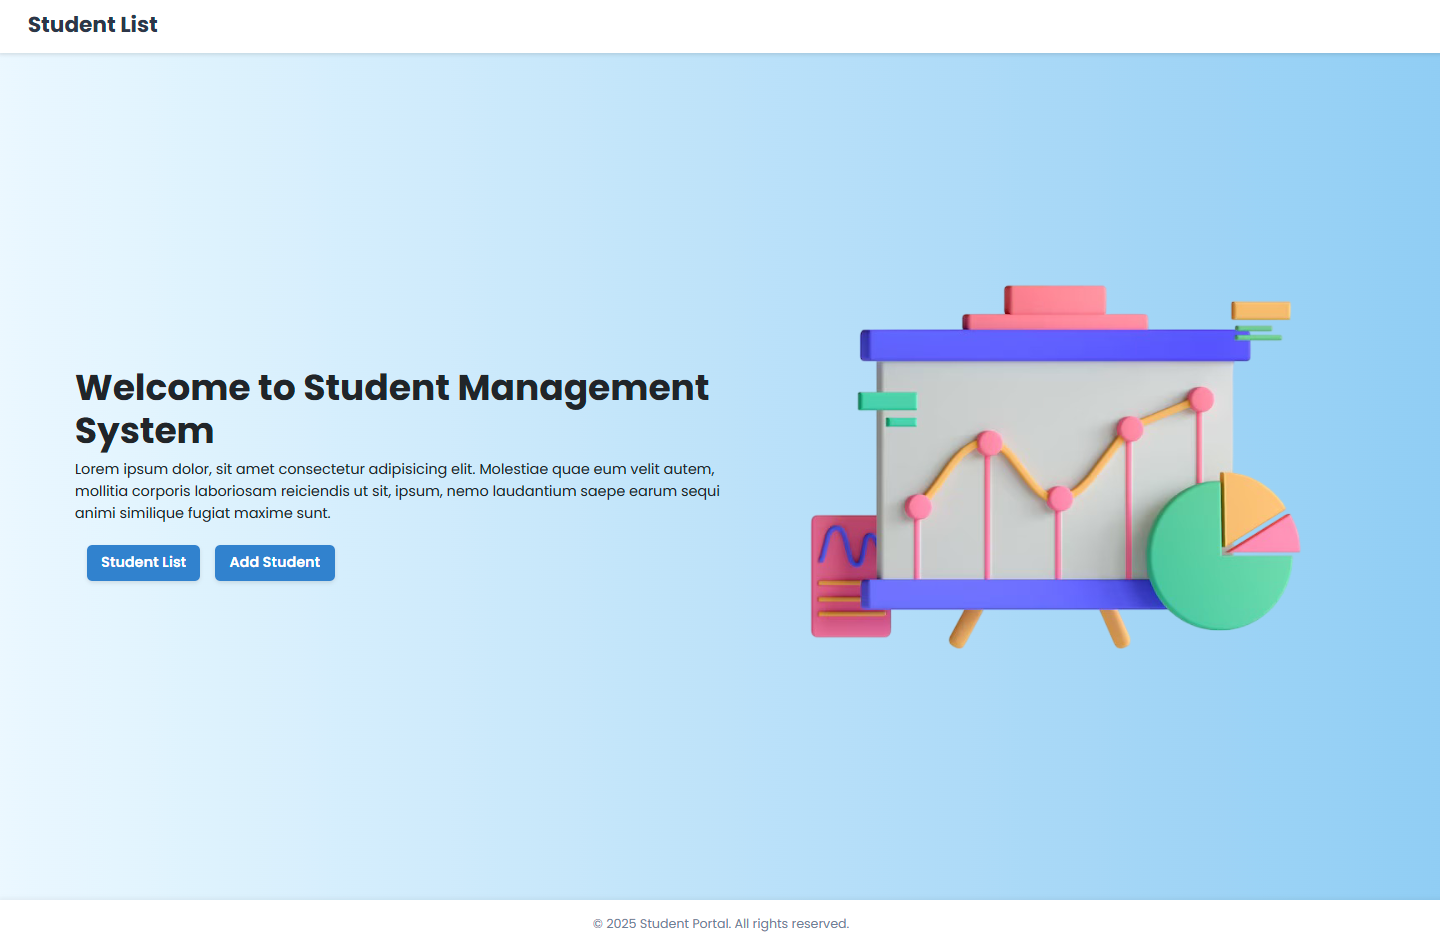 Student List
Welcome to Student Management
System
Lorem ipsum dolor, sit amet consectetur adipisicing elit. Molestiae quae eum velit autem,
mollitia corporis laboriosam reiciendis ut sit, ipsum, nemo laudantium saepe earum sequi
animi similique fugiat maxime sunt.
Student List
Add Student
© 2025 Student Portal. All rights reserved.